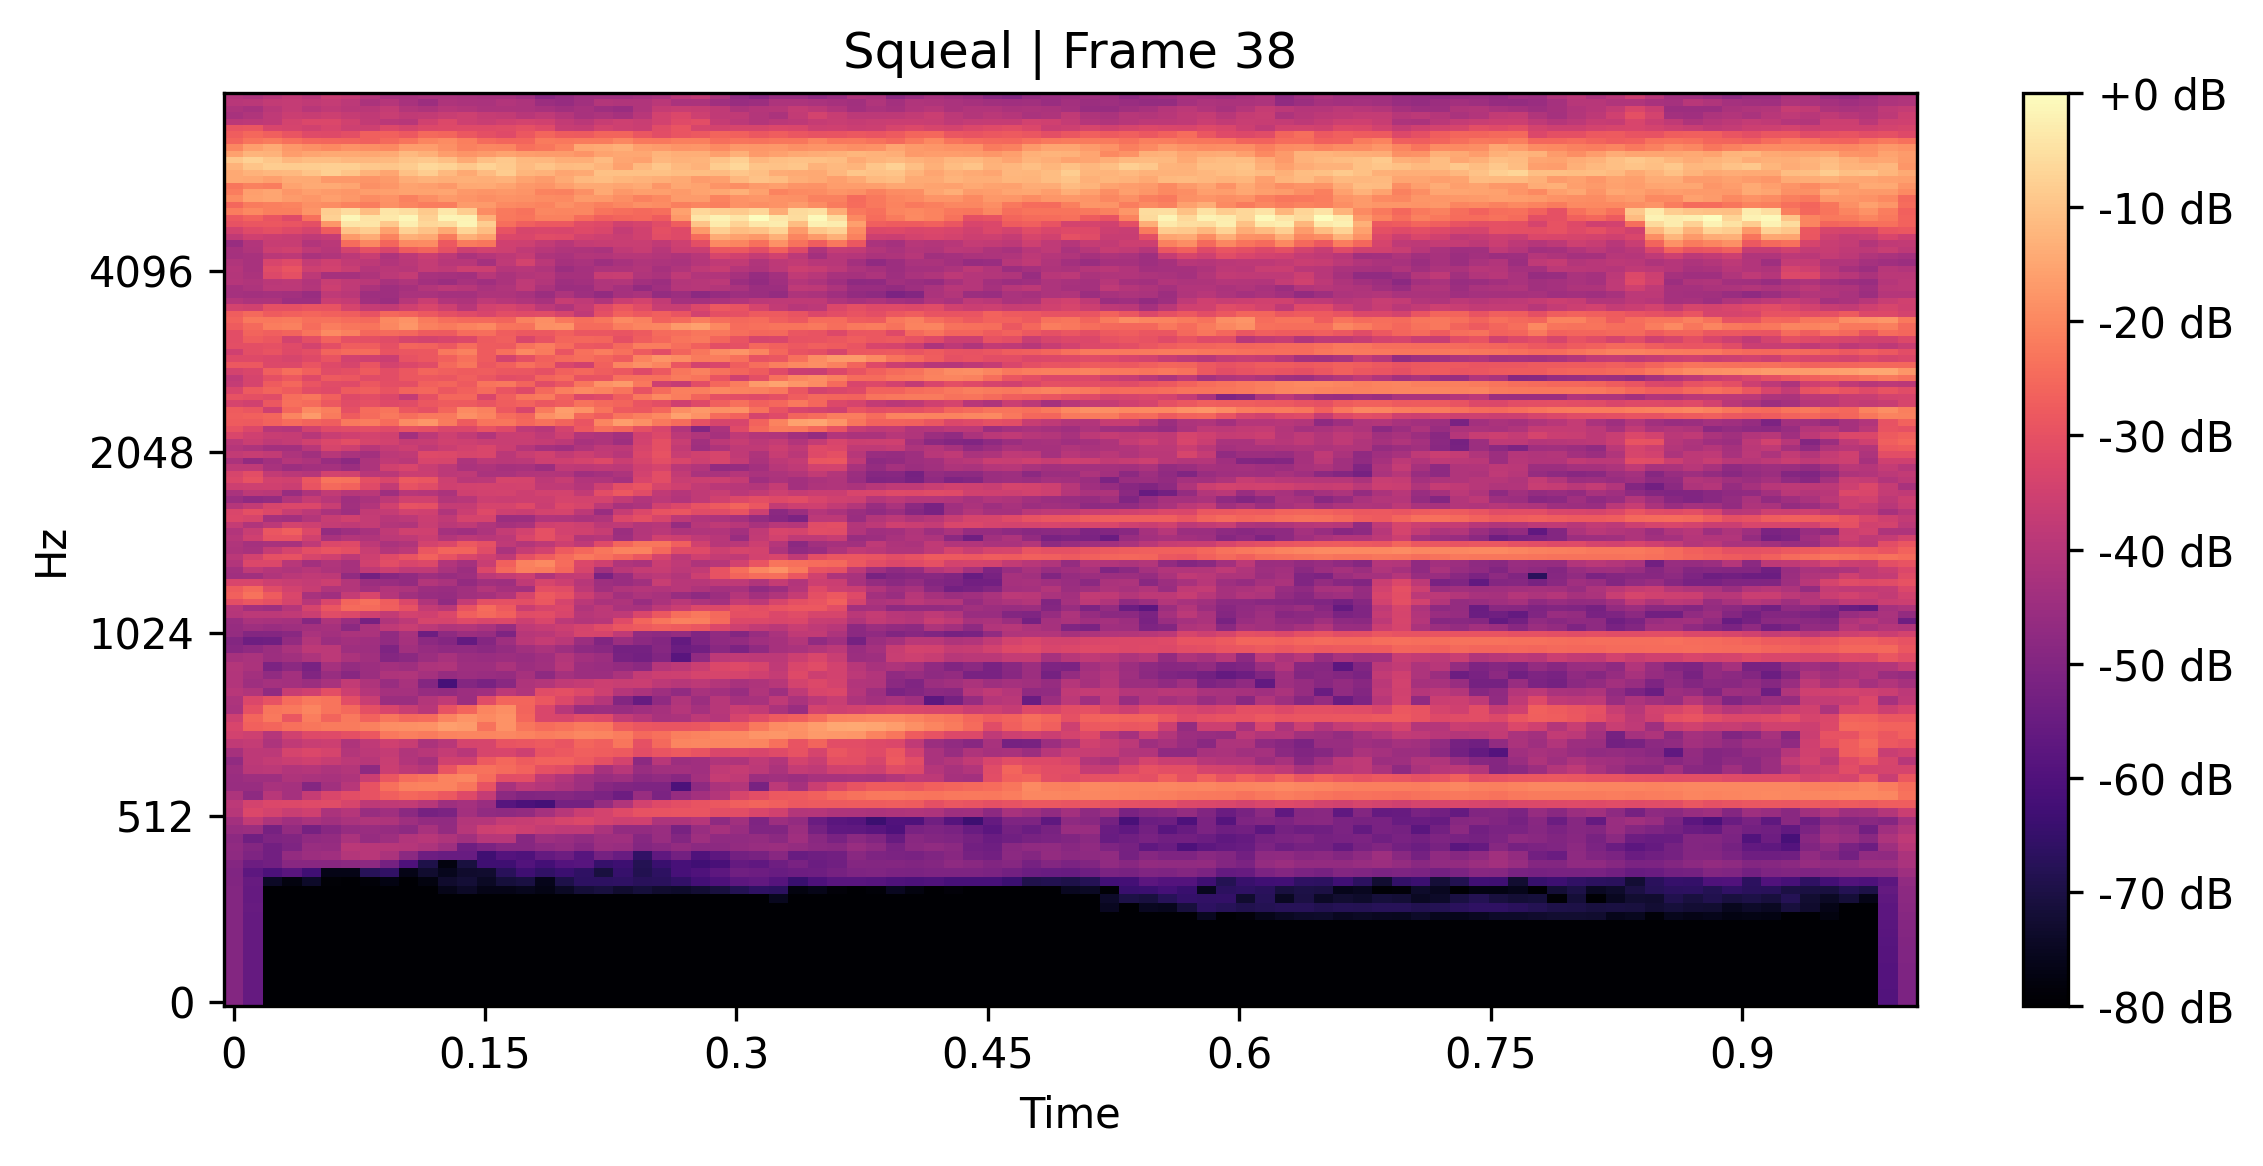 Squeal | Frame 38
+0 dB
-10 dB
-20 dB
-30 dB
-40 dB
-50 dB
-60 dB
-70 dB
-80 dB
Hz
4096
2048
1024
512
0
0 0.15 0.3 0.45 0.6 0.75 0.9
Time